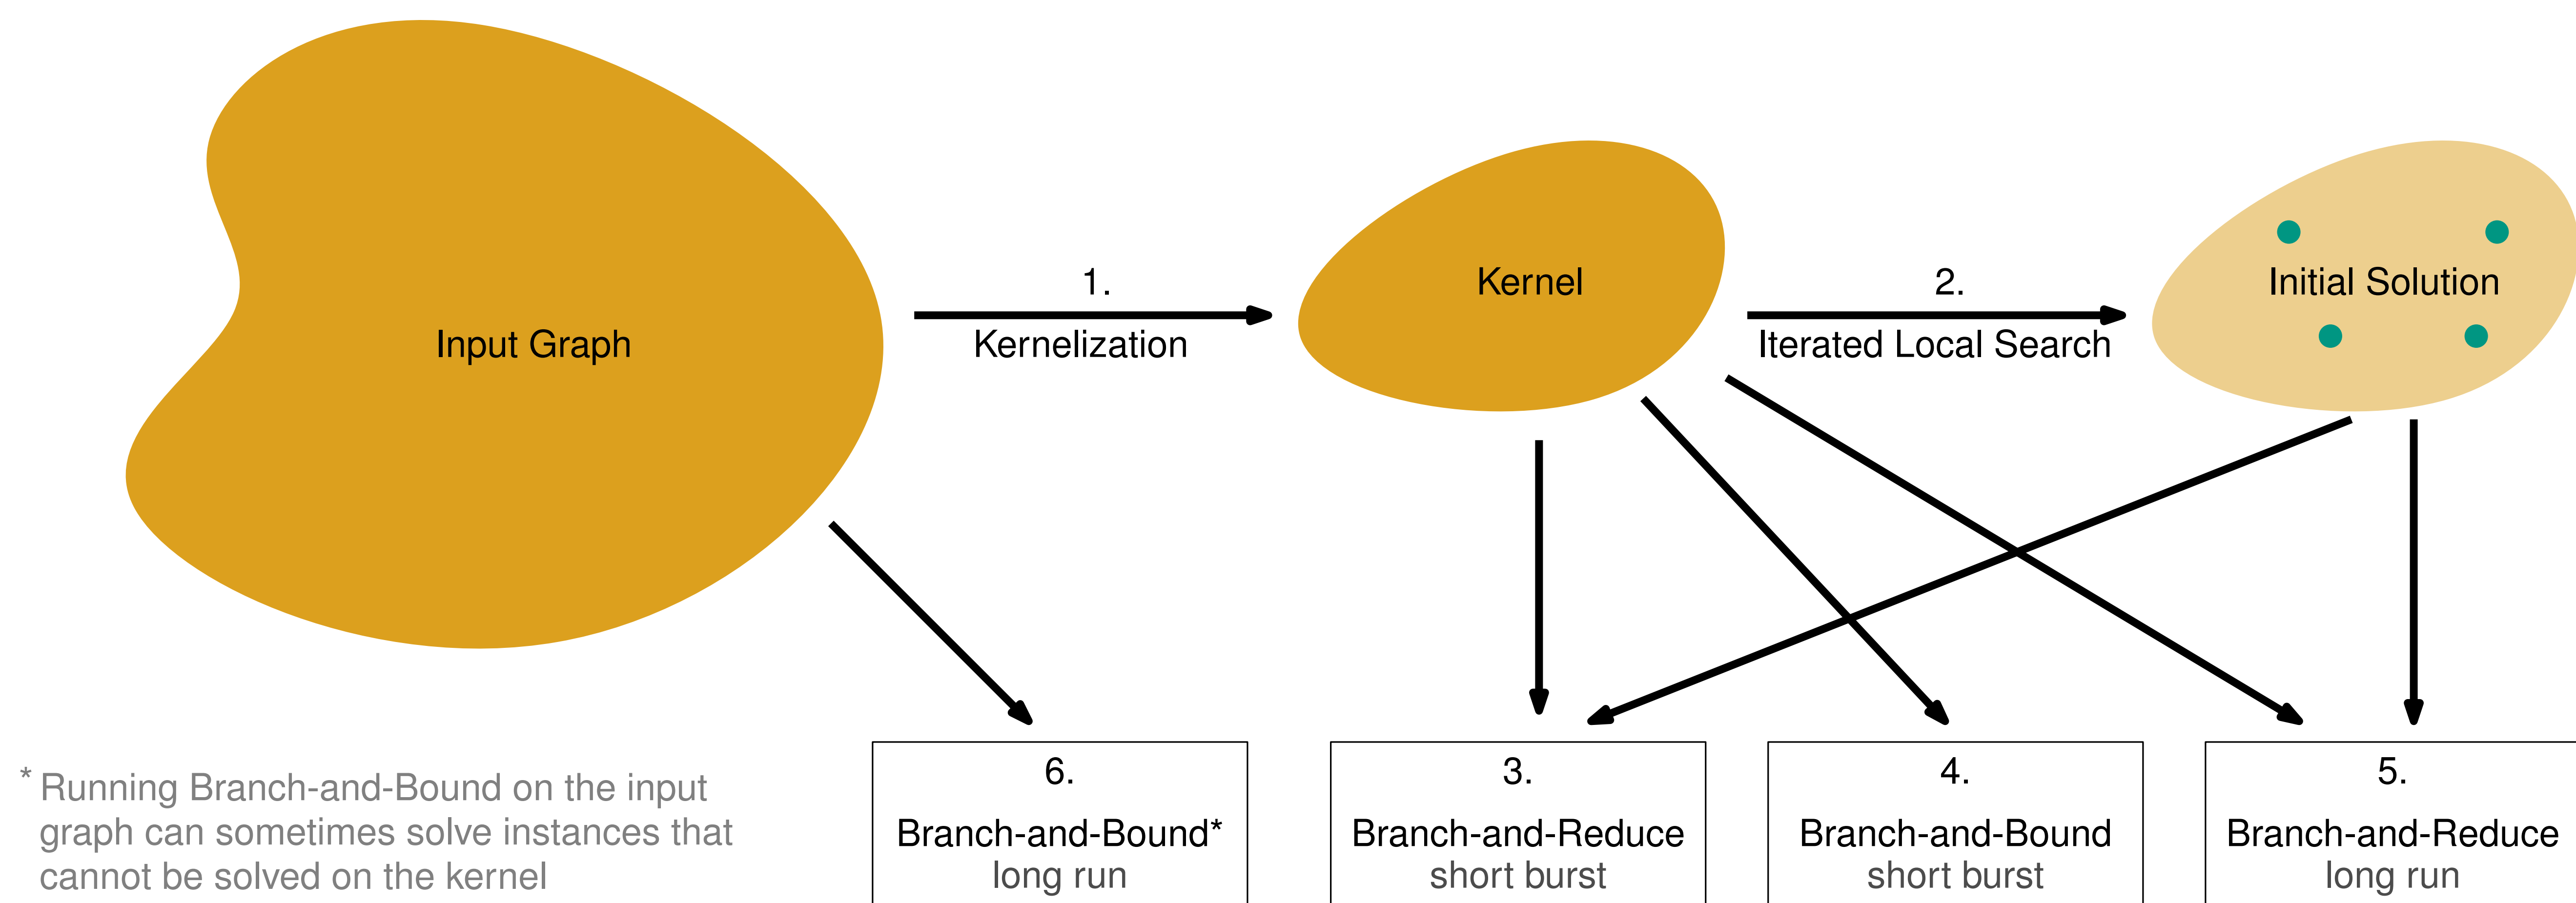 Input Graph
1.
Kernelization
Kernel
2.
Iterated Local Search
Initial Solution
* Running Branch-and-Bound on the input
graph can sometimes solve instances that
cannot be solved on the kernel
6.
Branch-and-Bound*
long run
3.
Branch-and-Reduce
short burst
4.
Branch-and-Bound
short burst
5.
Branch-and-Reduce
long run